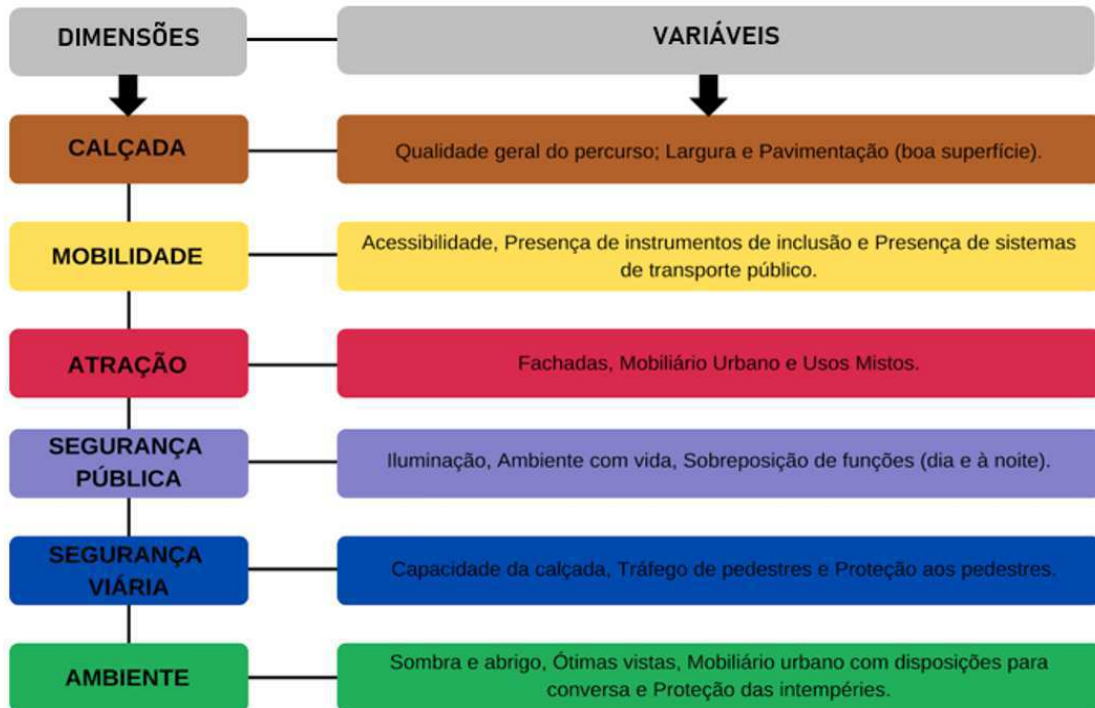 DIMENSÕES
VARIÁVEIS
CALÇADA
Qualidade geral do percurso; Largura e Pavimentação (boa superfície).
MOBILIDADE
Acessibilidade, Presença de instrumentos de inclusão e Presença de sistemas
de transporte público.
ATRAÇÃO
Fachadas, Mobiliário Urbano e Usos Mistos.
SEGURANÇA
PÚBLICA
Iluminação, Ambiente com vida, Sobreposição de funções (dia e à noite).
SEGURANÇA
VIÁRIA
Capacidade da calçada, Tráfego de pedestres e Proteção aos pedestres.
AMBIENTE
Sombra e abrigo, Ótimas vistas, Mobiliário urbano com disposições para
conversa e Proteção das intempéries.